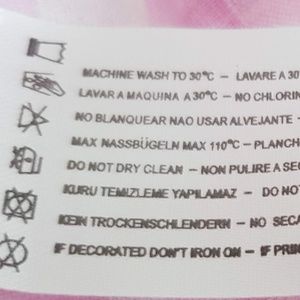 MACHINE WASH TO 30°C – LAVARE A 30°
LAVAR A MAQUINA A 30°C – NO CHLORIN
NO BLANQUEAR NAO USAR ALVEJANTE –
MAX NASSBÜGELN MAX 110°C – PLANCH
DO NOT DRY CLEAN – NON PULIRE A SEC
KURU TEMIZLEME YAPILAMAZ – DO NOT
KEIN TROCKENSCHLENDERN – NO SECA
IF DECORATED DON'T IRON ON – IF PRIN